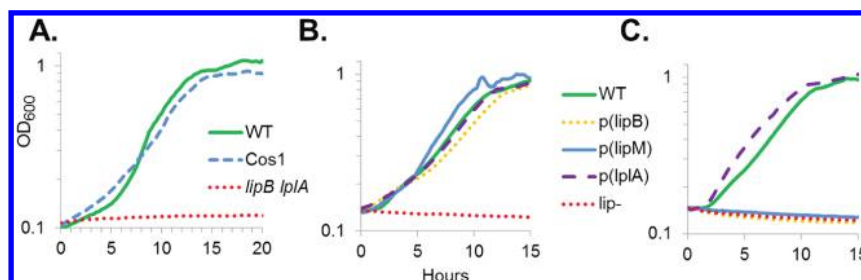 A.
B.
C.
1
OD600
0.1
WT
Cos1
lipB lplA
0 5 10 15 20
1
0.1
0 5 10 15
Hours
WT
p(lipB)
p(lipM)
p(lplA)
lip-
1
0.1
0 5 10 15